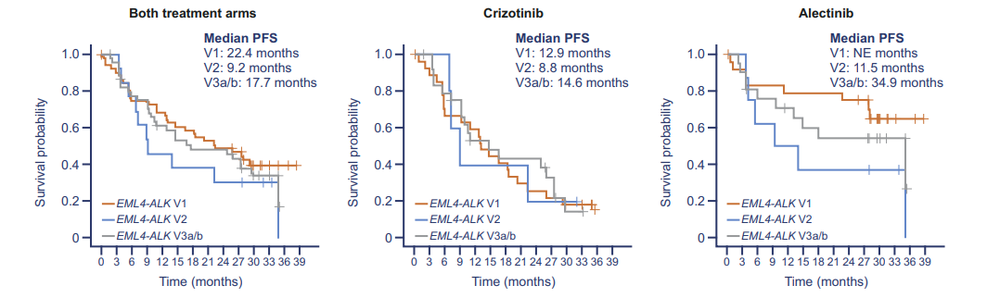 Both treatment arms
Median PFS
V1: 22.4 months
V2: 9.2 months
V3a/b: 17.7 months
Survival probability
1.0
0.8
0.6
0.4
0.2
0
EML4-ALK V1
EML4-ALK V2
EML4-ALK V3a/b
0 3 6 9 12 15 18 21 24 27 30 33 36 39
Time (months)
Crizotinib
Median PFS
V1: 12.9 months
V2: 8.8 months
V3a/b: 14.6 months
Survival probability
1.0
0.8
0.6
0.4
0.2
0
EML4-ALK V1
EML4-ALK V2
EML4-ALK V3a/b
0 3 6 9 12 15 18 21 24 27 30 33 36 39
Time (months)
Alectinib
Median PFS
V1: NE months
V2: 11.5 months
V3a/b: 34.9 months
Survival probability
1.0
0.8
0.6
0.4
0.2
0
EML4-ALK V1
EML4-ALK V2
EML4-ALK V3a/b
0 3 6 9 12 15 18 21 24 27 30 33 36 39
Time (months)